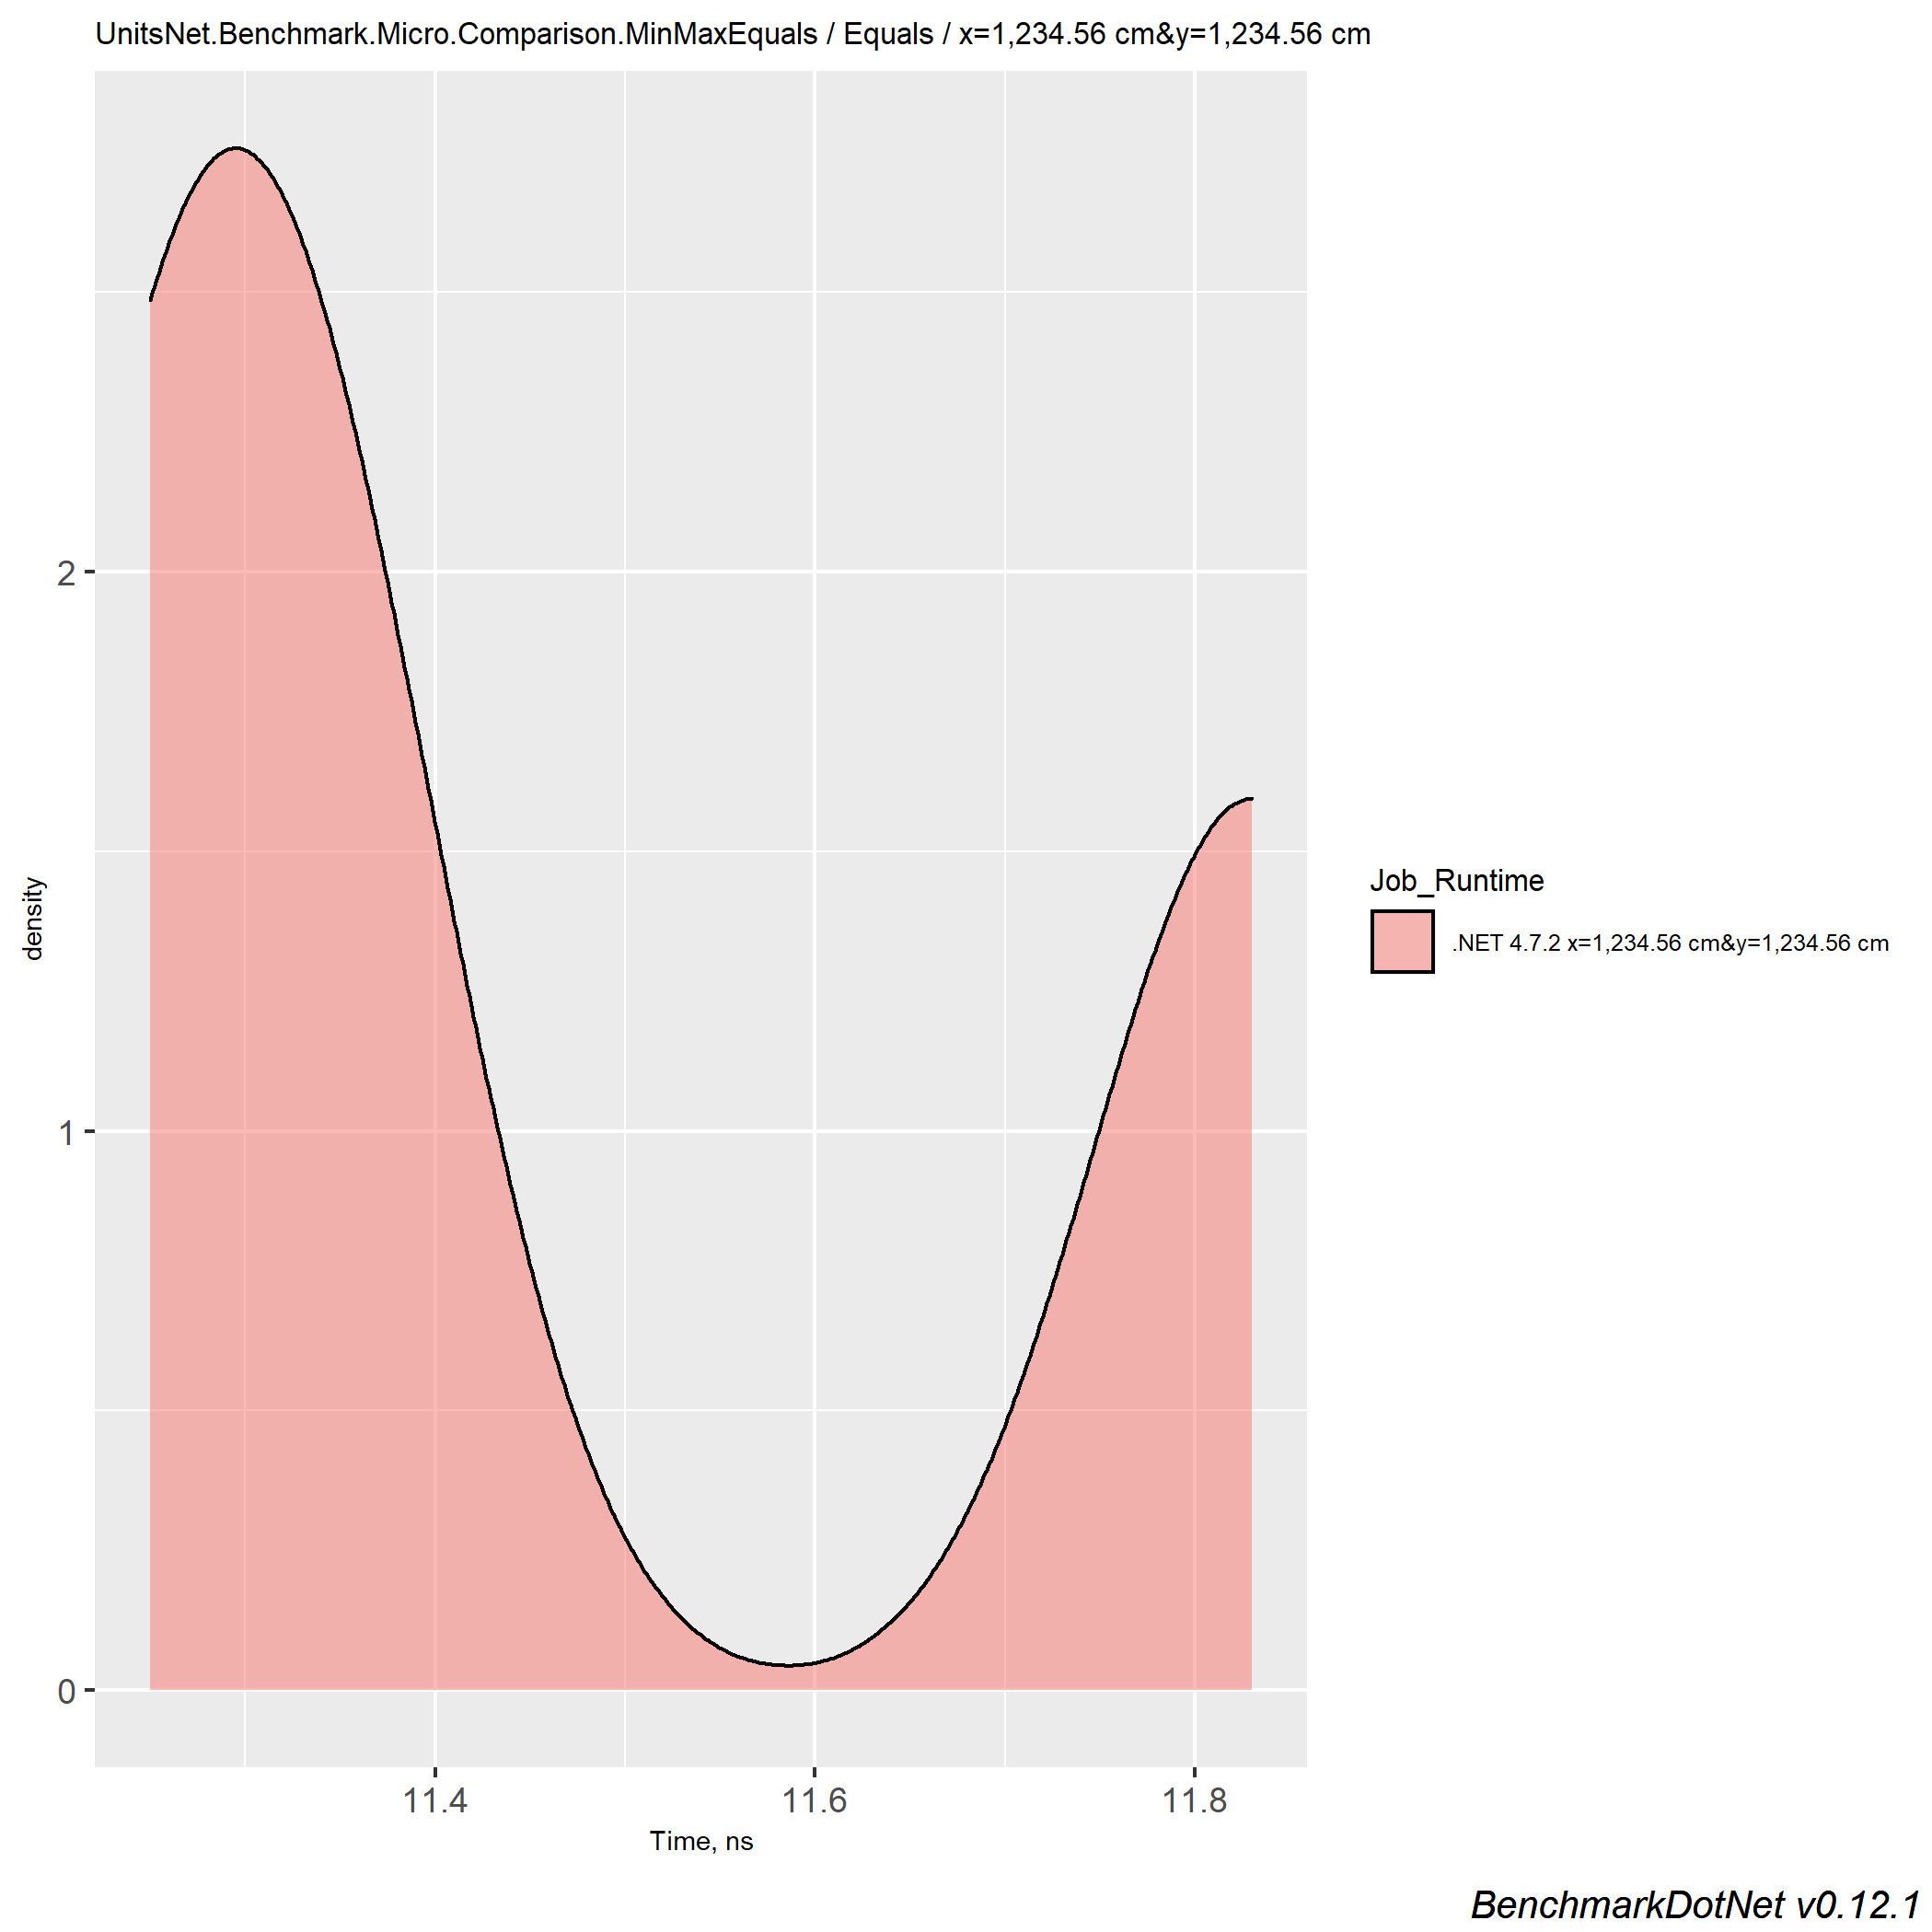 UnitsNet.Benchmark.Micro.Comparison.MinMaxEquals / Equals / x=1,234.56 cm&y=1,234.56 cm
density
2
1
0
11.4
11.6
11.8
Time, ns
Job_Runtime
.NET 4.7.2 x=1,234.56 cm&y=1,234.56 cm
BenchmarkDotNet v0.12.1